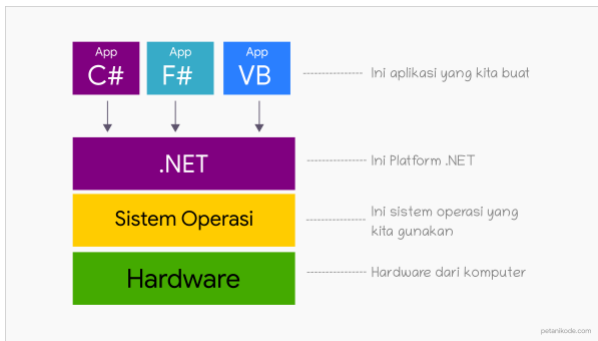 App
C#
App
F#
App
VB
Ini aplikasi yang kita buat
.NET
Ini Platform .NET
Sistem Operasi
Ini sistem operasi yang
kita gunakan
Hardware
Hardware dari komputer
petanikode.com